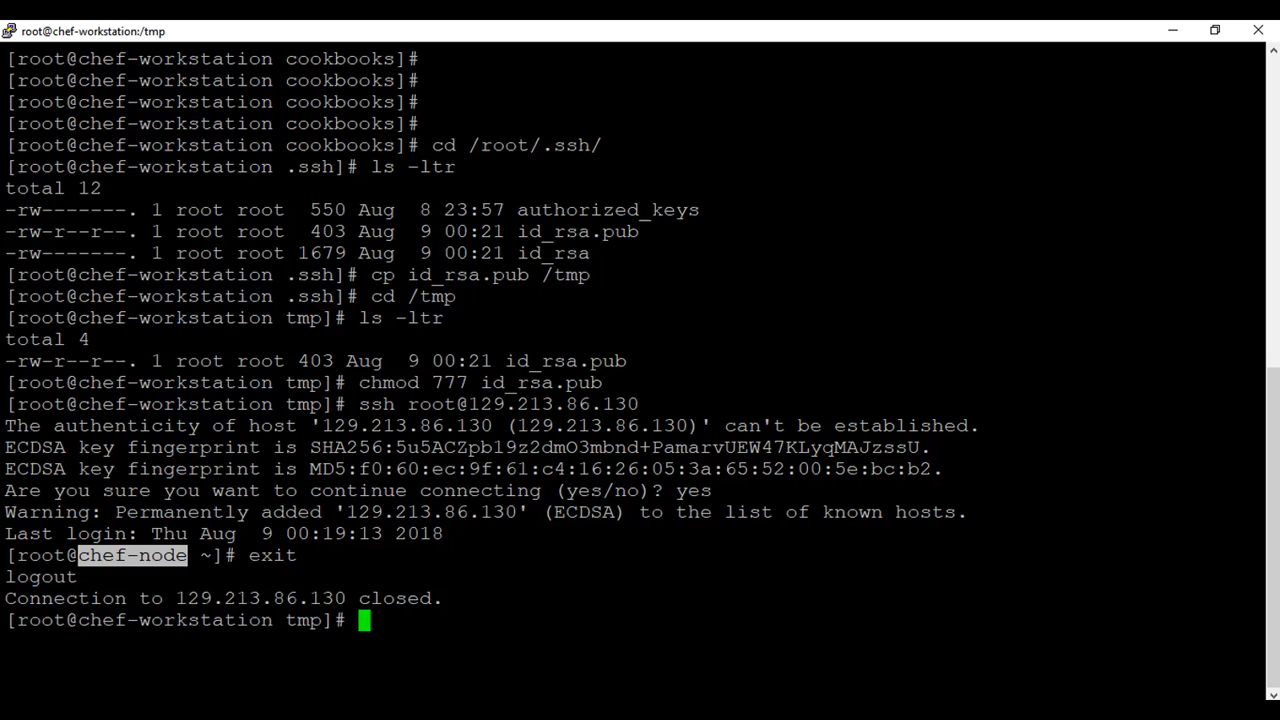 root@chef-workstation:/tmp
[root@chef-workstation cookbooks]#
[root@chef-workstation cookbooks]#
[root@chef-workstation cookbooks]#
[root@chef-workstation cookbooks]#
[root@chef-workstation cookbooks]# cd /root/.ssh/
[root@chef-workstation .ssh]# ls -ltr
total 12
-rw-------. 1 root root  550 Aug  8 23:57 authorized_keys
-rw-r--r--. 1 root root  403 Aug  9 00:21 id_rsa.pub
-rw-------. 1 root root 1679 Aug  9 00:21 id_rsa
[root@chef-workstation .ssh]# cp id_rsa.pub /tmp
[root@chef-workstation .ssh]# cd /tmp
[root@chef-workstation tmp]# ls -ltr
total 4
-rw-r--r--. 1 root root 403 Aug  9 00:21 id_rsa.pub
[root@chef-workstation tmp]# chmod 777 id_rsa.pub
[root@chef-workstation tmp]# ssh root@129.213.86.130
The authenticity of host '129.213.86.130 (129.213.86.130)' can't be established.
ECDSA key fingerprint is SHA256:5u5ACZpb19z2dmO3mbnd+PamarvUEW47KLyqMAJzssU.
ECDSA key fingerprint is MD5:f0:60:ec:9f:61:c4:16:26:05:3a:65:52:00:5e:bc:b2.
Are you sure you want to continue connecting (yes/no)? yes
Warning: Permanently added '129.213.86.130' (ECDSA) to the list of known hosts.
Last login: Thu Aug  9 00:19:13 2018
[root@chef-node ~]# exit
logout
Connection to 129.213.86.130 closed.
[root@chef-workstation tmp]#